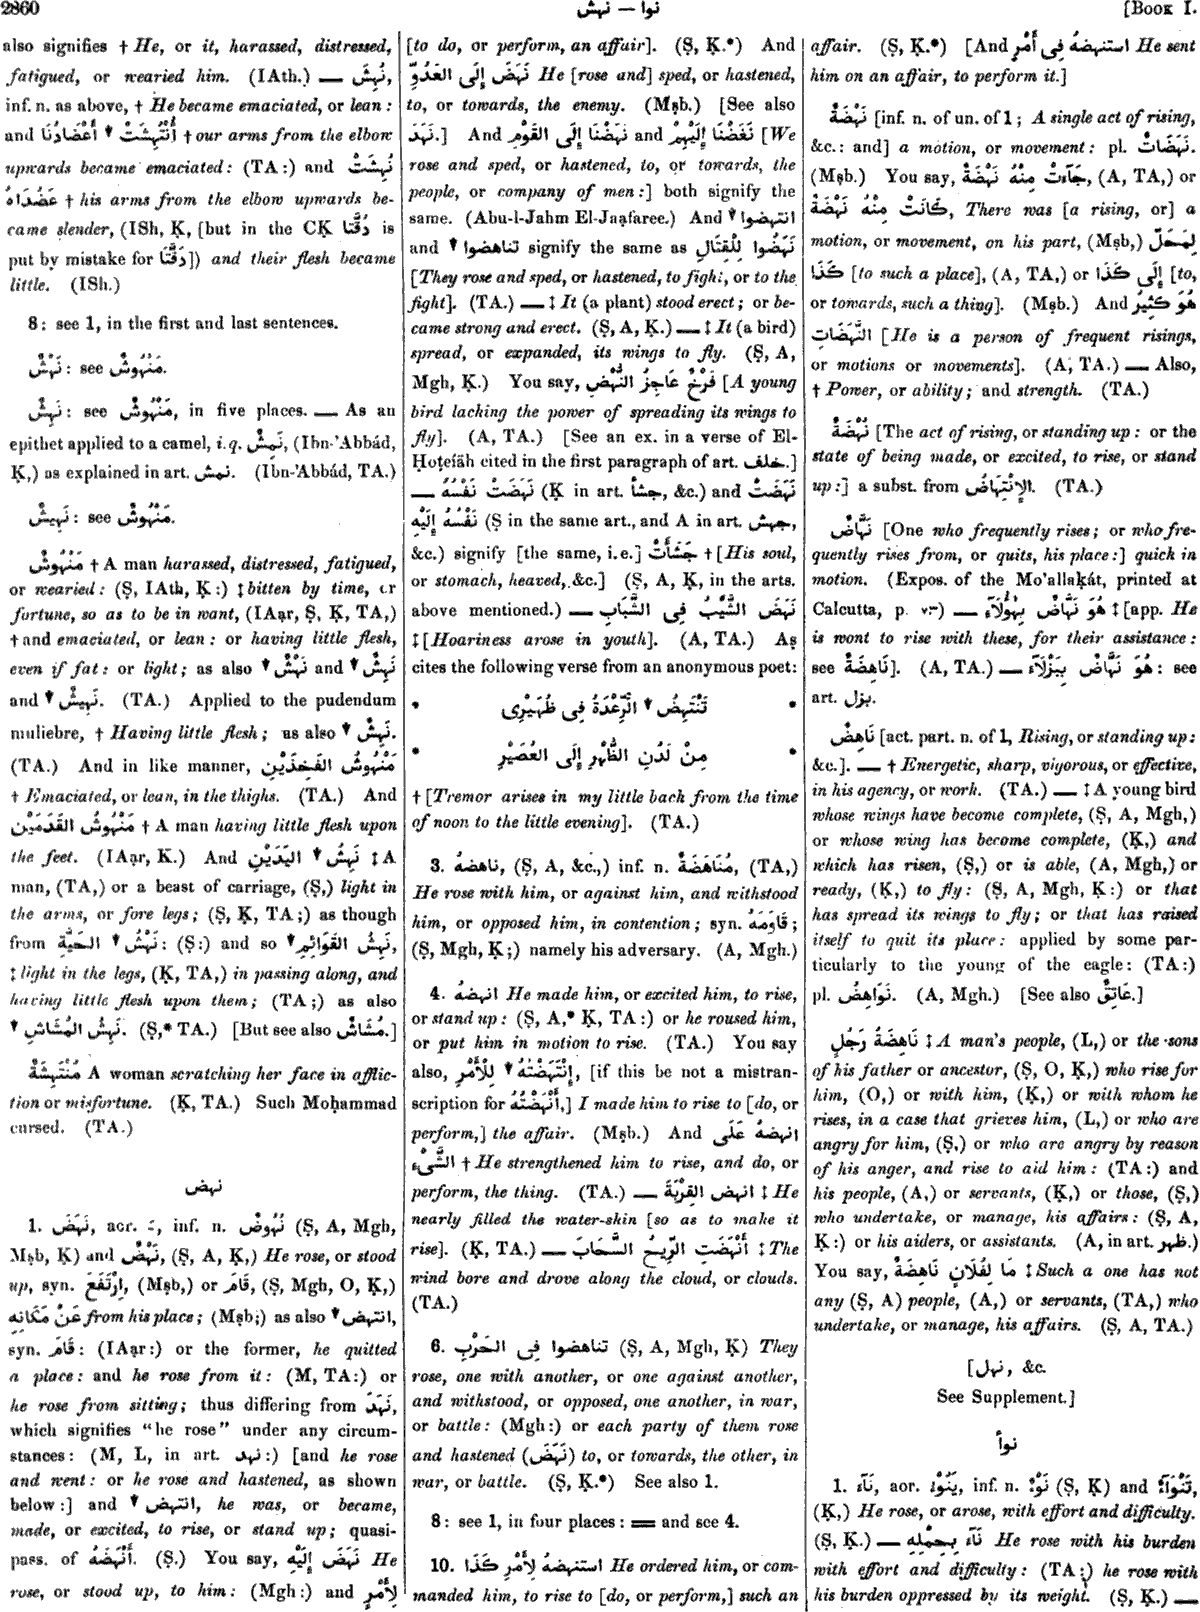 2860
نوا — نهش
[BOOK I.
also signifies † He, or it, harassed, distressed,
fatigued, or wearied him. (IAth.) — نُهِشَ,
inf. n. as above, † He became emaciated, or lean:
and اُنْتُهِشَتْ ▼ أَعْضَادُنَا † our arms from the elbow
upwards became emaciated: (TA:) and نُهِشَتْ
عَضُدَاهُ † his arms from the elbow upwards be-
came slender, (ISh, Ḳ, [but in the CḲ دُقَّتَا is
put by mistake for دَقَّتَا]) and their flesh became
little. (ISh.)
8: see 1, in the first and last sentences.
نَهْشٌ: see مَنْهُوشٌ.
نَهِشٌ: see مَنْهُوشٌ, in five places. — As an
epithet applied to a camel, i. q. نَمِشٌ, (Ibn-'Abbád,
Ḳ,) as explained in art. نمش. (Ibn-'Abbád, TA.)
نَهِيشٌ: see مَنْهُوشٌ.
مَنْهُوشٌ † A man harassed, distressed, fatigued,
or wearied: (Ṣ, IAth, Ḳ:) ‡ bitten by time, or
fortune, so as to be in want, (IAạr, Ṣ, Ḳ, TA,)
† and emaciated, or lean: or having little flesh,
even if fat: or light; as also ▼ نَهْشٌ and ▼ نَهِشٌ
and ▼ نَهِيشٌ. (TA.) Applied to the pudendum
muliebre, † Having little flesh; as also ▼ نَهِشٌ.
(TA.) And in like manner, مَنْهُوشُ الفَخِذَيْنِ
† Emaciated, or lean, in the thighs. (TA.) And
مَنْهُوشُ القَدَمَيْنِ † A man having little flesh upon
the feet. (IAạr, K.) And نَهِشُ ▼ اليَدَيْنِ ‡ A
man, (TA,) or a beast of carriage, (Ṣ,) light in
the arms, or fore legs; (Ṣ, Ḳ, TA;) as though
from نَهْشُ ▼ الحَيَّةِ: (Ṣ:) and so نَهِشُ القَوَائِمِ ▼,
‡ light in the legs, (Ḳ, TA,) in passing along, and
having little flesh upon them; (TA;) as also
▼ نَهِشُ المُشَاشِ. (Ṣ,* TA.) [But see also مُشَاشٌ.]
مُنْتَهِشَةٌ A woman scratching her face in afflic-
tion or misfortune. (Ḳ, TA.) Such Moḥammad
cursed. (TA.)
نهض
1. نَهَضَ, aor. ـَ, inf. n. نُهُوضٌ (Ṣ, A, Mgh,
Mṣb, Ḳ) and نَهْضٌ, (Ṣ, A, Ḳ,) He rose, or stood
up, syn. اِرْتَفَعَ, (Mṣb,) or قَامَ, (Ṣ, Mgh, O, Ḳ,)
عَنْ مَكَانِهِ from his place; (Mṣb;) as also ▼ انتهض,
syn. قَامَ: (IAạr:) or the former, he quitted
a place: and he rose from it: (M, TA:) or
he rose from sitting; thus differing from نَهَدَ,
which signifies "he rose" under any circum-
stances: (M, L, in art. نهد:) [and he rose
and went: or he rose and hastened, as shown
below:] and ▼ انتهض, he was, or became,
made, or excited, to rise, or stand up; quasi-
pass. of أَنْهَضَهُ. (Ṣ.) You say, نَهَضَ إِلَيْهِ He
rose, or stood up, to him: (Mgh:) and لِأَمْرٍ
[to do, or perform, an affair]. (Ṣ, Ḳ.*) And
نَهَضَ إِلَى العَدُوِّ He [rose and] sped, or hastened,
to, or towards, the enemy. (Mṣb.) [See also
نَهَدَ.] And نَهَضْنَا إِلَى القَوْمِ and نَغَضْنَا إِلَيْهِمْ [We
rose and sped, or hastened, to, or towards, the
people, or company of men:] both signify the
same. (Abu-l-Jahm El-Jaạfaree.) And انتهضوا ▼
and تناهضوا ▼ signify the same as نَهَضُوا لِلْقِتَالِ
[They rose and sped, or hastened, to fight, or to the
fight]. (TA.) — ‡ It (a plant) stood erect; or be-
came strong and erect. (Ṣ, A, Ḳ.) — ‡ It (a bird)
spread, or expanded, its wings to fly. (Ṣ, A,
Mgh, Ḳ.) You say, فَرْخٌ عَاجِزُ النَّهْضِ [A young
bird lacking the power of spreading its wings to
fly]. (A, TA.) [See an ex. in a verse of El-
Ḥoṭeíäh cited in the first paragraph of art. خلف.]
— نَهَضَتْ نَفْسُهُ (Ḳ in art. جشأ, &c.) and نَهَضَتْ
نَفْسُهُ إِلَيْهِ (Ṣ in the same art., and A in art. جهش,
&c.) signify [the same, i. e.] جَشَأَتْ † [His soul,
or stomach, heaved, &c.] (Ṣ, A, Ḳ, in the arts.
above mentioned.) — نَهَضَ الشَّيْبُ فِى الشَّبَابِ
‡ [Hoariness arose in youth]. (A, TA.) As
cites the following verse from an anonymous poet:
* تَنْتَهِضُ ▼ الرِّعْدَةُ فِى ظُهَيْرِى *
* مِنْ لَدُنِ الظُّهْرِ إِلَى العُصَيْرِ *
† [Tremor arises in my little back from the time
of noon to the little evening]. (TA.)
3. ناهضهُ, (Ṣ, A, &c.,) inf. n. مُنَاهَضَةٌ, (TA,)
He rose with him, or against him, and withstood
him, or opposed him, in contention; syn. قَاوَمَهُ;
(Ṣ, Mgh, Ḳ;) namely his adversary. (A, Mgh.)
4. انهضهُ He made him, or excited him, to rise,
or stand up: (Ṣ, A,* Ḳ, TA:) or he roused him,
or put him in motion to rise. (TA.) You say
also, اِنْتَهَضْتُهُ ▼ لِلْأَمْرِ, [if this be not a mistran-
scription for أَنْهَضْتُهُ,] I made him to rise to [do, or
perform,] the affair. (Mṣb.) And انهضهُ عَلَى
الشَّىْءِ † He strengthened him to rise, and do, or
perform, the thing. (TA.) — انهض القِرْبَةَ ‡ He
nearly filled the water-skin [so as to make it
rise]. (Ḳ, TA.) — أَنْهَضَتِ الرِّيحُ السَّحَابَ ‡ The
wind bore and drove along the cloud, or clouds.
(TA.)
6. تناهضوا فِى الحَرْبِ (Ṣ, A, Mgh, Ḳ) They
rose, one with another, or one against another,
and withstood, or opposed, one another, in war,
or battle: (Mgh:) or each party of them rose
and hastened (نَهَضَ) to, or towards, the other, in
war, or battle. (Ṣ, Ḳ.*) See also 1.
8: see 1, in four places: = and see 4.
10. استنهضهُ لِأَمْرِ كَذَا He ordered him, or com-
manded him, to rise to [do, or perform,] such an
affair. (Ṣ, Ḳ.*) [And استنهضهُ فِى أَمْرٍ He sent
him on an affair, to perform it.]
نَهْضَةٌ [inf. n. of un. of 1; A single act of rising,
&c.: and] a motion, or movement: pl. نَهَضَاتٌ.
(Mṣb.) You say, جَآءَتْ مِنْهُ نَهْضَةٌ, (A, TA,) or
كَانَتْ مِنْهُ نَهْضَةٌ, There was [a rising, or] a
motion, or movement, on his part, (Mṣb,) لِمَحَلِّ
كَذَا [to such a place], (A, TA,) or إِلَى كَذَا [to,
or towards, such a thing]. (Mṣb.) And هُوَ كَثِيرُ
النَّهَضَاتِ [He is a person of frequent risings,
or motions or movements]. (A, TA.) — Also,
† Power, or ability; and strength. (TA.)
نُهْضَةٌ [The act of rising, or standing up: or the
state of being made, or excited, to rise, or stand
up:] a subst. from الاِنْتِهَاضُ. (TA.)
نَهَّاضٌ [One who frequently rises; or who fre-
quently rises from, or quits, his place:] quick in
motion. (Expos. of the Mo'allaḳát, printed at
Calcutta, p. ) — هُوَ نَهَّاضٌ بِهٰؤُلَآءِ ‡ [app. He
is wont to rise with these, for their assistance:
see نَاهِضَةٌ]. (A, TA.) — هُوَ نَهَّاضٌ بِبَزْلَآءَ: see
art. بزل.
نَاهِضٌ [act. part. n. of 1, Rising, or standing up:
&c.]. — † Energetic, sharp, vigorous, or effective,
in his agency, or work. (TA.) — ‡ A young bird
whose wings have become complete, (Ṣ, A, Mgh,)
or whose wing has become complete, (Ḳ,) and
which has risen, (Ṣ,) or is able, (A, Mgh,) or
ready, (Ḳ,) to fly: (Ṣ, A, Mgh, Ḳ:) or that
has spread its wings to fly; or that has raised
itself to quit its place: applied by some par-
ticularly to the young of the eagle: (TA:)
pl. نَوَاهِضُ. (A, Mgh.) [See also عَاتِقٌ.]
نَاهِضَةُ رَجُلٍ ‡ A man's people, (L,) or the sons
of his father or ancestor, (Ṣ, O, Ḳ,) who rise for
him, (O,) or with him, (Ḳ,) or with whom he
rises, in a case that grieves him, (L,) or who are
angry for him, (Ṣ,) or who are angry by reason
of his anger, and rise to aid him: (TA:) and
his people, (A,) or servants, (Ḳ,) or those, (Ṣ,)
who undertake, or manage, his affairs: (Ṣ, A,
Ḳ:) or his aiders, or assistants. (A, in art. ظهر.)
You say, مَا لِفُلَانٍ نَاهِضَةٌ ‡ Such a one has not
any (Ṣ, A) people, (A,) or servants, (TA,) who
undertake, or manage, his affairs. (Ṣ, A, TA.)
[نهل, &c.
See Supplement.]
نوأ
1. نَآءَ, aor. يَنُوْءُ, inf. n. نَوْءٌ (Ṣ, Ḳ) and تَنْوَآءٌ,
(Ḳ,) He rose, or arose, with effort and difficulty.
(Ṣ, Ḳ.) — نَآءَ بِحِمْلِهِ He rose with his burden
with effort and difficulty: (TA:) he rose with
his burden oppressed by its weight. (Ṣ, Ḳ.) —